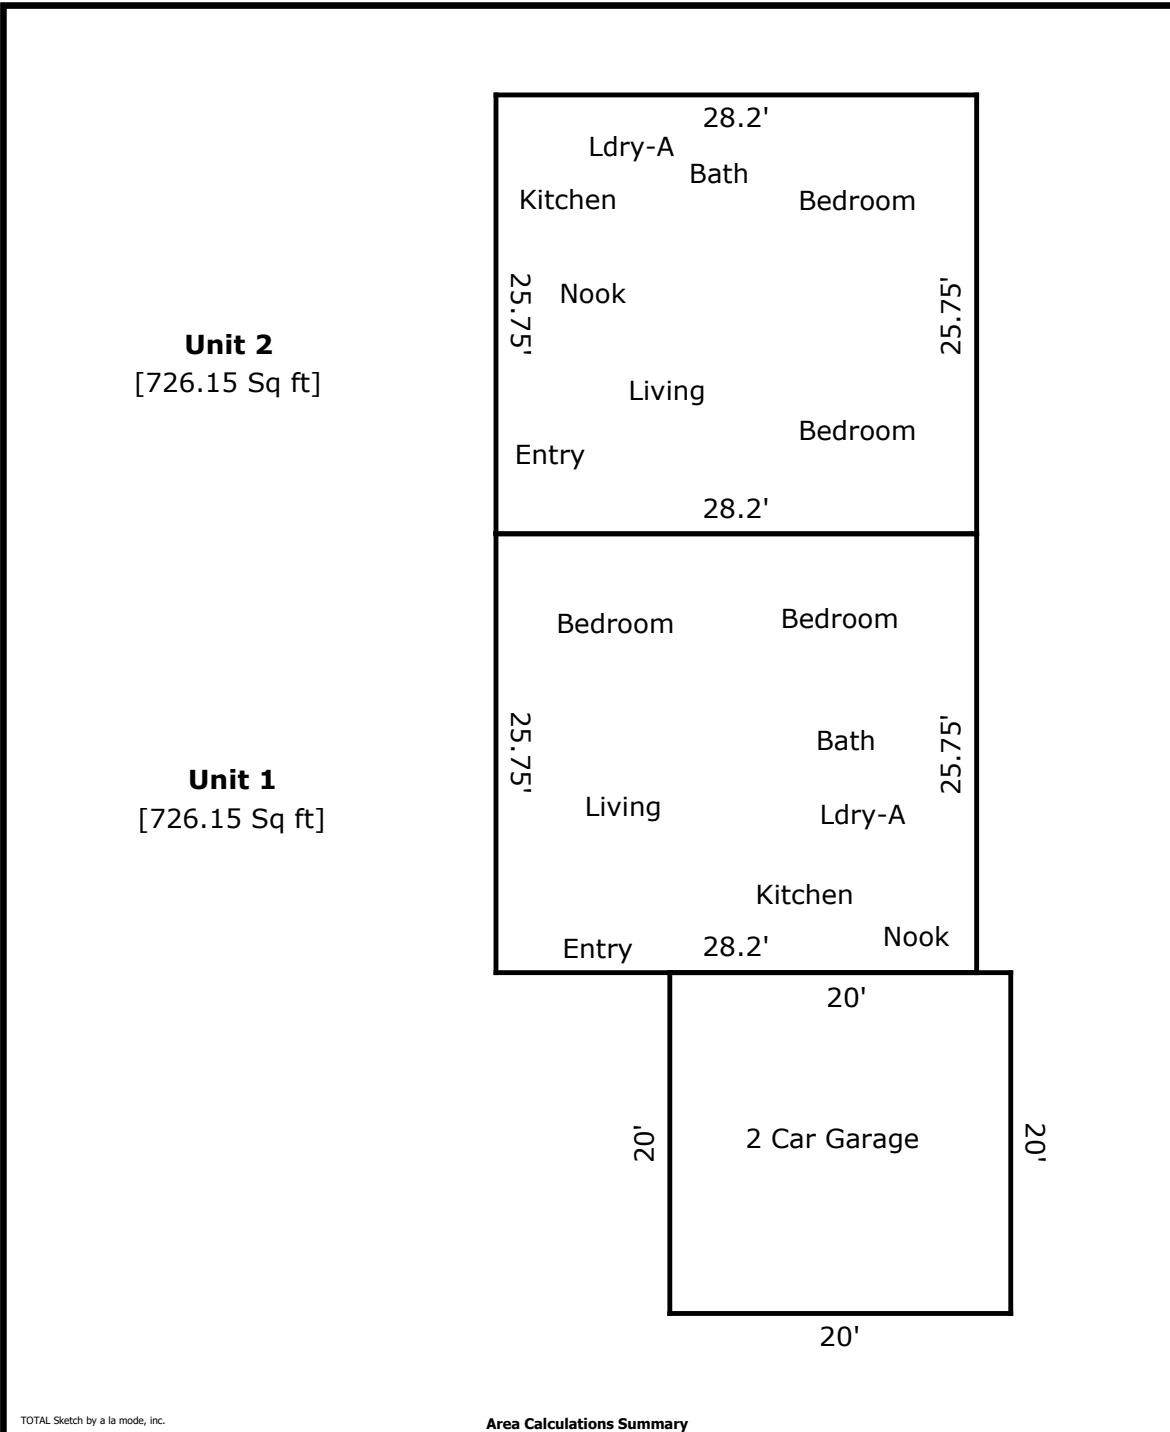 28.2'
Ldry-A
Bath
Kitchen
Bedroom
25.75'
Nook
25.75'
Unit 2
[726.15 Sq ft]
Living
Bedroom
Entry
28.2'
Bedroom
Bedroom
25.75'
Bath
25.75'
Unit 1
[726.15 Sq ft]
Living
Ldry-A
Kitchen
Nook
Entry
28.2'
20'
20'
2 Car Garage
20'
20'
TOTAL Sketch by a la mode, inc.
Area Calculations Summary